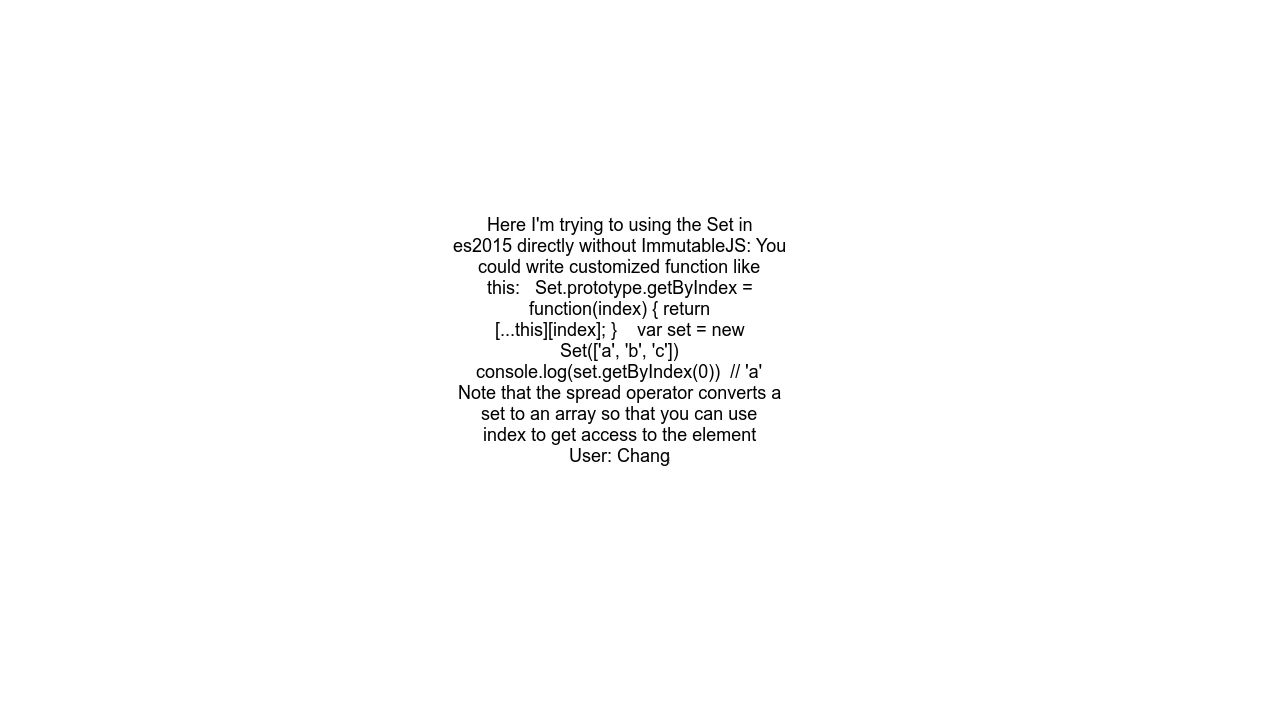 Here I'm trying to using the Set in
es2015 directly without ImmutableJS: You
could write customized function like
this:   Set.prototype.getByIndex =
function(index) { return
[...this][index]; }    var set = new
Set(['a', 'b', 'c'])
console.log(set.getByIndex(0))  // 'a'
Note that the spread operator converts a
set to an array so that you can use
index to get access to the element
User: Chang